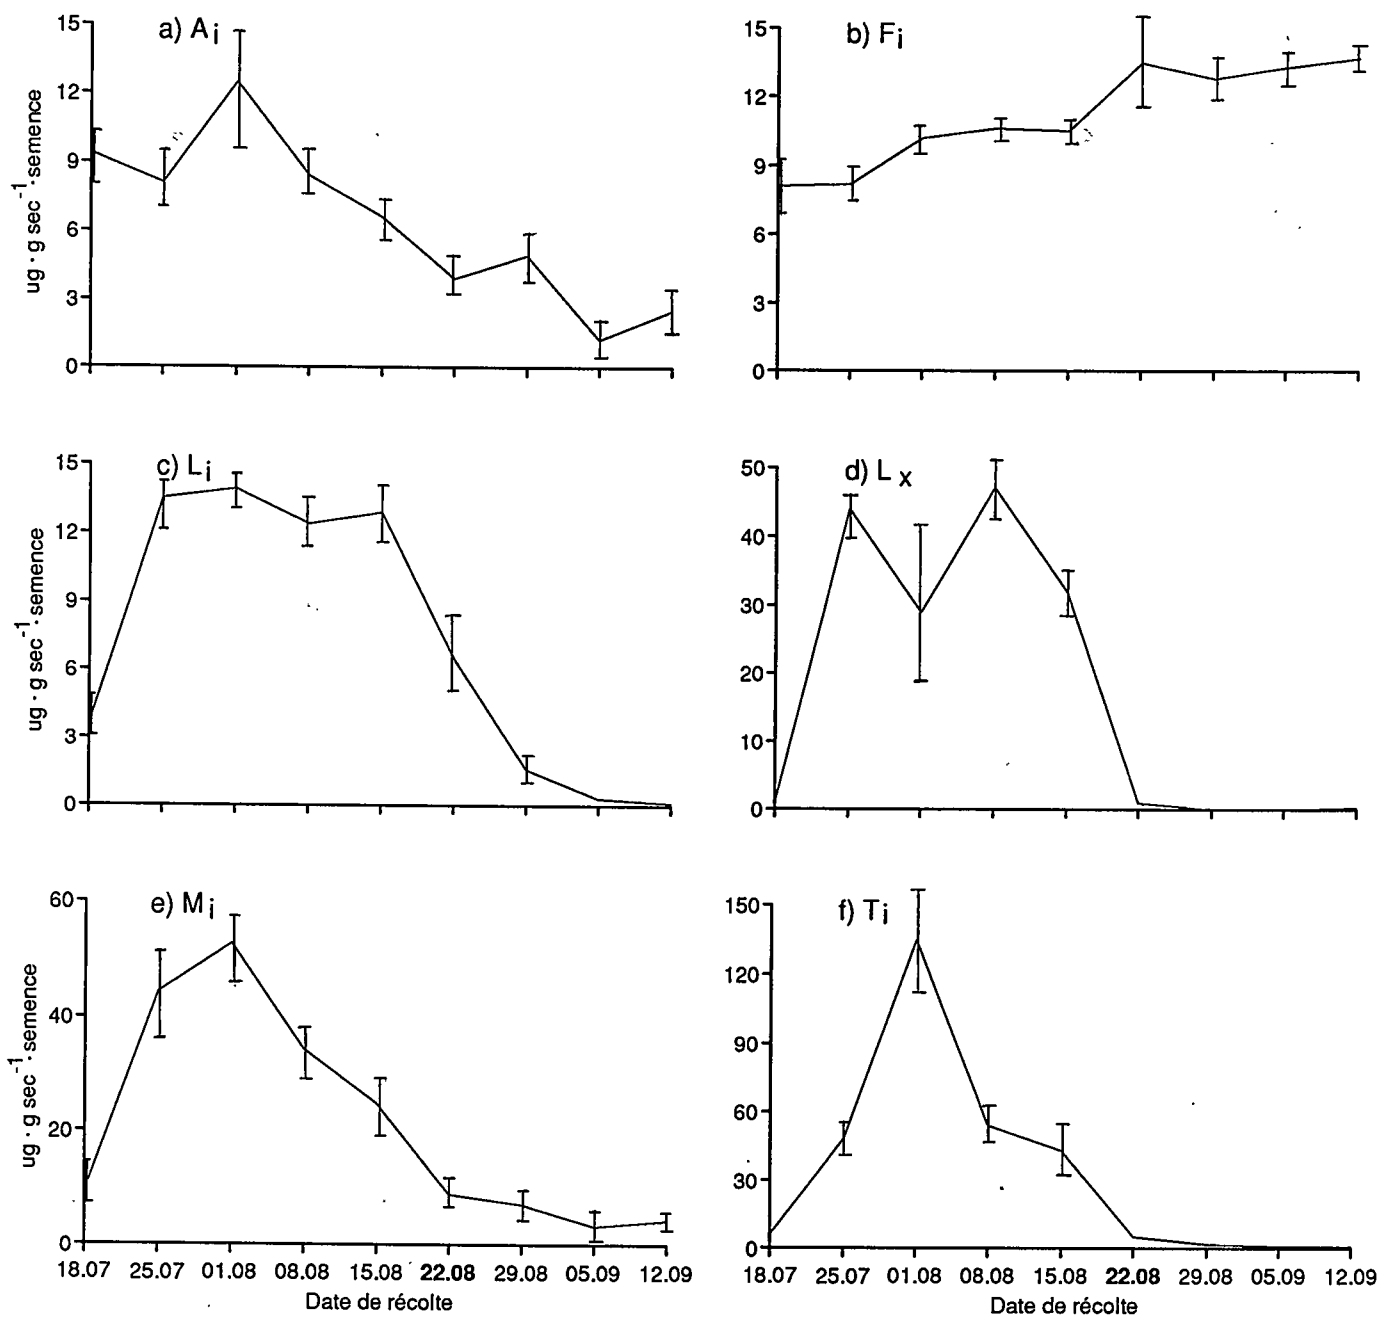 a) Ai
15
12
9
6
3
0
ug · g sec-1 · semence
b) Fi
15
12
9
6
3
0
c) Li
15
12
9
6
3
0
ug · g sec-1 · semence
d) Lx
50
40
30
20
10
0
e) Mi
60
40
20
0
ug · g sec-1 · semence
18.07 25.07 01.08 08.08 15.08 22.08 29.08 05.09 12.09
Date de récolte
f) Ti
150
120
90
60
30
0
18.07 25.07 01.08 08.08 15.08 22.08 29.08 05.09 12.09
Date de récolte